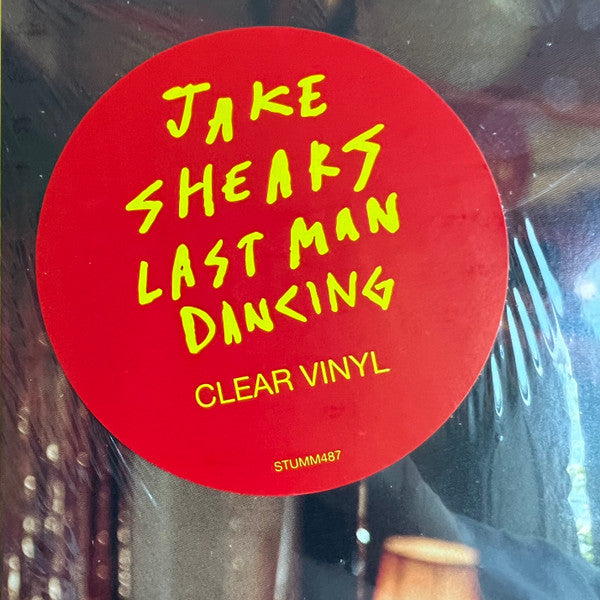 JAKE
SHEARS
LAST MAN
DANCING
CLEAR VINYL
STUMM487